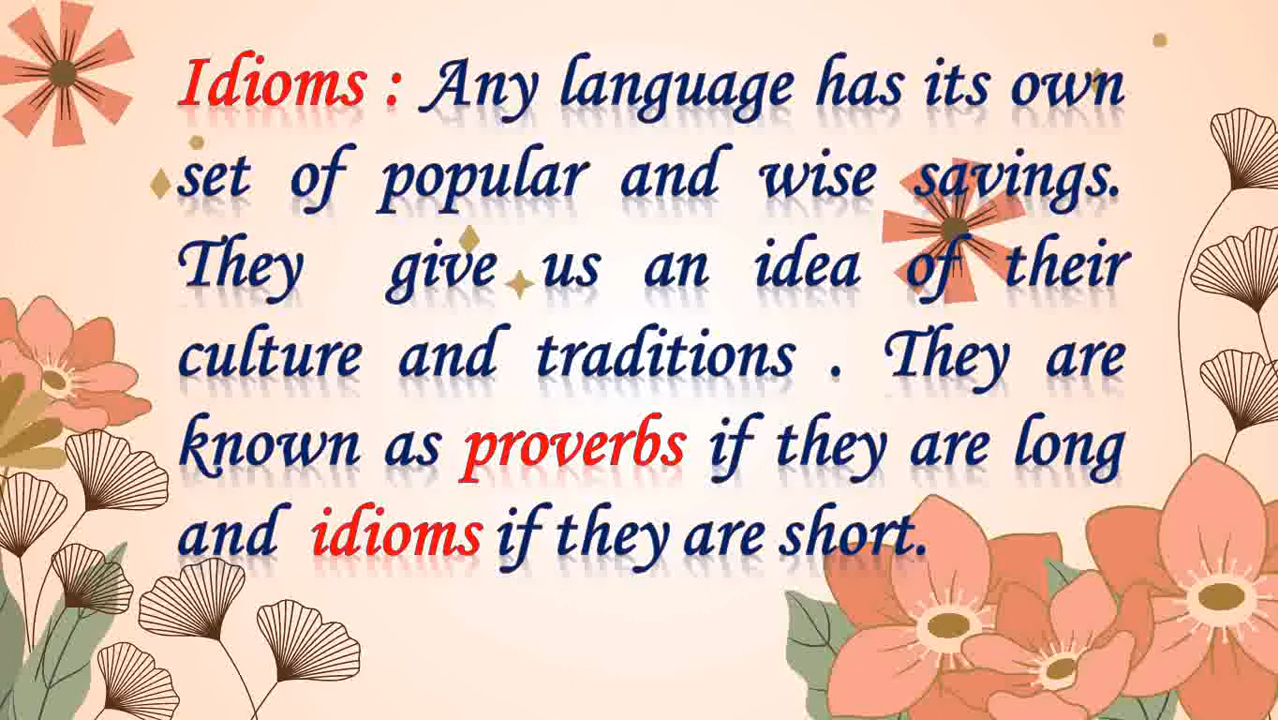 Idioms : Any language has its own
set of popular and wise savings.
They give us an idea of their
culture and traditions . They are
known as proverbs if they are long
and idioms if they are short.